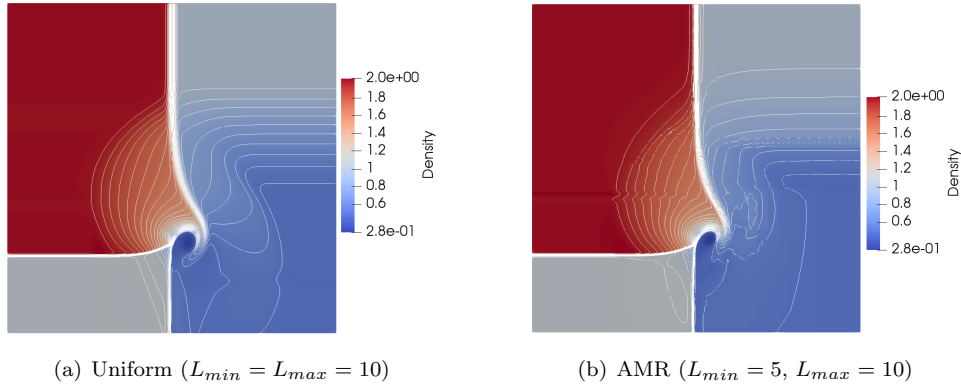 2.0e+00
1.8
1.6
1.4
1.2
1
0.8
0.6
2.8e-01
Density
2.0e+00
1.8
1.6
1.4
1.2
1
0.8
0.6
2.8e-01
Density
(a) Uniform (L_min = L_max = 10)
(b) AMR (L_min = 5, L_max = 10)